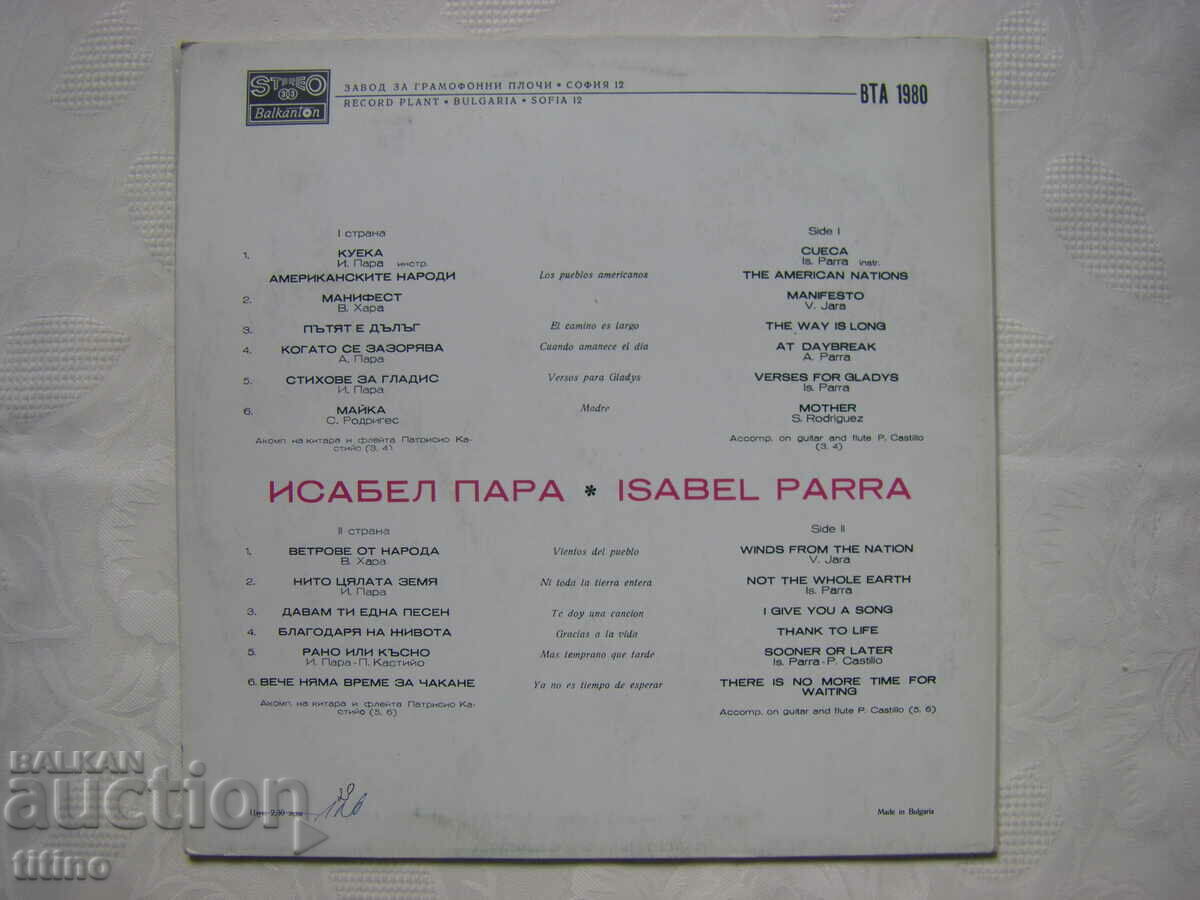 STEREO
33
Balkanton
ЗАВОД ЗА ГРАМОФОННИ ПЛОЧИ • СОФИЯ 12
RECORD PLANT • BULGARIA • SOFIA 12
ВТА 1980
I страна Side I
1. КУЕКА CUECA
И. Пара инстр. Is. Parra instr.
АМЕРИКАНСКИТЕ НАРОДИ Los pueblos americanos THE AMERICAN NATIONS
2. МАНИФЕСТ MANIFESTO
В. Хара V. Jara
3. ПЪТЯТ Е ДЪЛЪГ El camino es largo THE WAY IS LONG
4. КОГАТО СЕ ЗАЗОРЯВА Cuando amanece el dia AT DAYBREAK
А. Пара A. Parra
5. СТИХОВЕ ЗА ГЛАДИС Versos para Gladys VERSES FOR GLADYS
И. Пара Is. Parra
6. МАЙКА Madre MOTHER
С. Родригес S. Rodriguez
Акомп. на китара и флейта Патрисио Ка- Accomp. on guitar and flute P. Castillo
стийо (3, 4) (3, 4)
ИСАБЕЛ ПАРА * ISABEL PARRA
II страна Side II
1. ВЕТРОВЕ ОТ НАРОДА Vientos del pueblo WINDS FROM THE NATION
В. Хара V. Jara
2. НИТО ЦЯЛАТА ЗЕМЯ Ni toda la tierra entera NOT THE WHOLE EARTH
И. Пара Is. Parra
3. ДАВАМ ТИ ЕДНА ПЕСЕН Te doy una cancion I GIVE YOU A SONG
4. БЛАГОДАРЯ НА ЖИВОТА Gracias a la vida THANK TO LIFE
5. РАНО ИЛИ КЪСНО Mas temprano que tarde SOONER OR LATER
И. Пара - П. Кастийо Is. Parra - P. Castillo
6. ВЕЧЕ НЯМА ВРЕМЕ ЗА ЧАКАНЕ Ya no es tiempo de esperar THERE IS NO MORE TIME FOR
WAITING
Акомп. на китара и флейта Патрисио Ка- Accomp. on guitar and flute P. Castillo (5, 6)
стийо (5, 6)
BALKAN
auction
titino
Made in Bulgaria